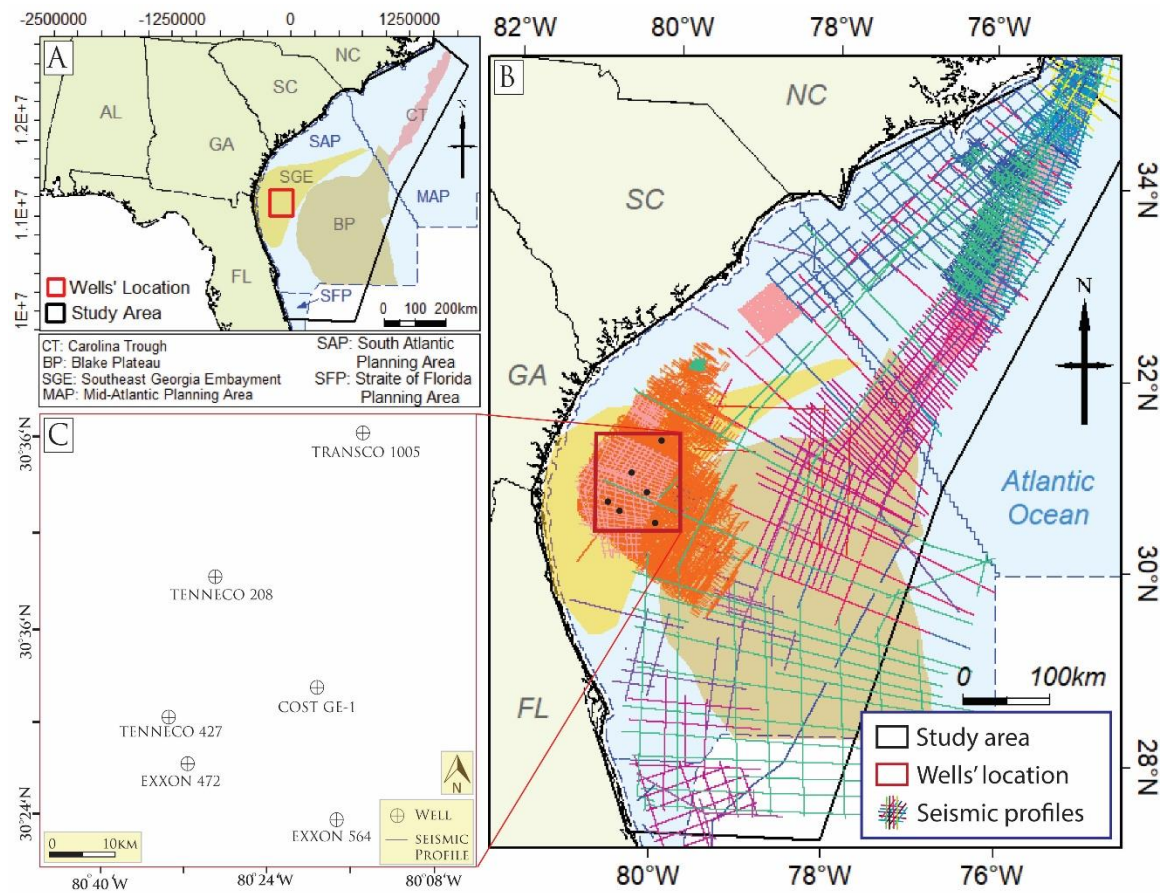 -2500000 -1250000 0 1250000
A
NC
SC
AL
GA
CT
SAP
SGE
MAP
BP
FL
SFP
N
1.2E+7
1.1E+7
1E+7
Wells' Location
Study Area
0 100 200km
CT: Carolina Trough
BP: Blake Plateau
SGE: Southeast Georgia Embayment
MAP: Mid-Atlantic Planning Area
SAP: South Atlantic
Planning Area
SFP: Straite of Florida
Planning Area
82°W 80°W 78°W 76°W
B
NC
SC
GA
FL
N
34°N
32°N
30°N
28°N
Atlantic
Ocean
0 100km
Study area
Wells' location
Seismic profiles
80°W 78°W 76°W
C
30°36'N
TRANSCO 1005
TENNECO 208
30°36'N
COST GE-1
TENNECO 427
EXXON 472
30°24'N
EXXON 564
N
WELL
SEISMIC
PROFILE
0 10KM
80°40'W 80°24'W 80°08'W